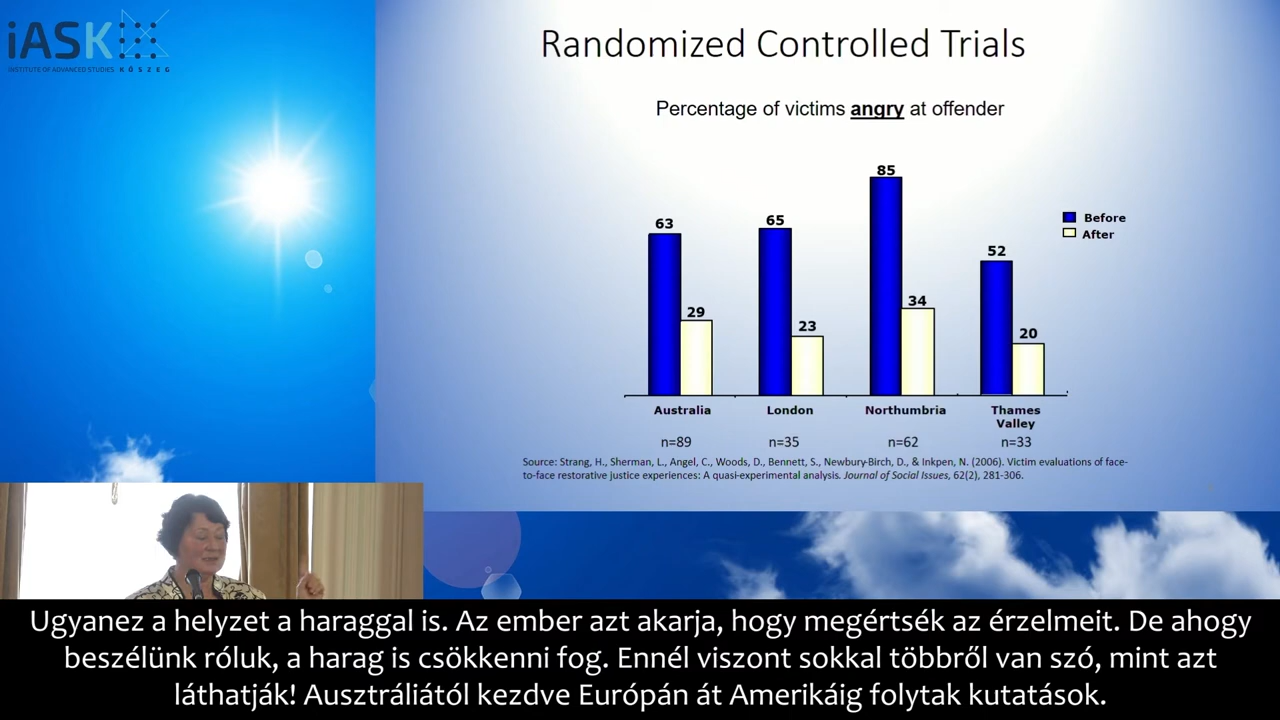 iASK
INSTITUTE OF ADVANCED STUDIES KŐSZEG
Randomized Controlled Trials
Percentage of victims angry at offender
85
63
65
52
29
23
34
20
Before
After
Australia
London
Northumbria
Thames
Valley
n=89
n=35
n=62
n=33
Source: Strang, H., Sherman, L., Angel, C., Woods, D., Bennett, S., Newbury-Birch, D., & Inkpen, N. (2006). Victim evaluations of face-
to-face restorative justice experiences: A quasi-experimental analysis. Journal of Social Issues, 62(2), 281-306.
Ugyanez a helyzet a haraggal is. Az ember azt akarja, hogy megértsék az érzelmeit. De ahogy
beszélünk róluk, a harag is csökkenni fog. Ennél viszont sokkal többről van szó, mint azt
láthatják! Ausztráliától kezdve Európán át Amerikáig folytak kutatások.